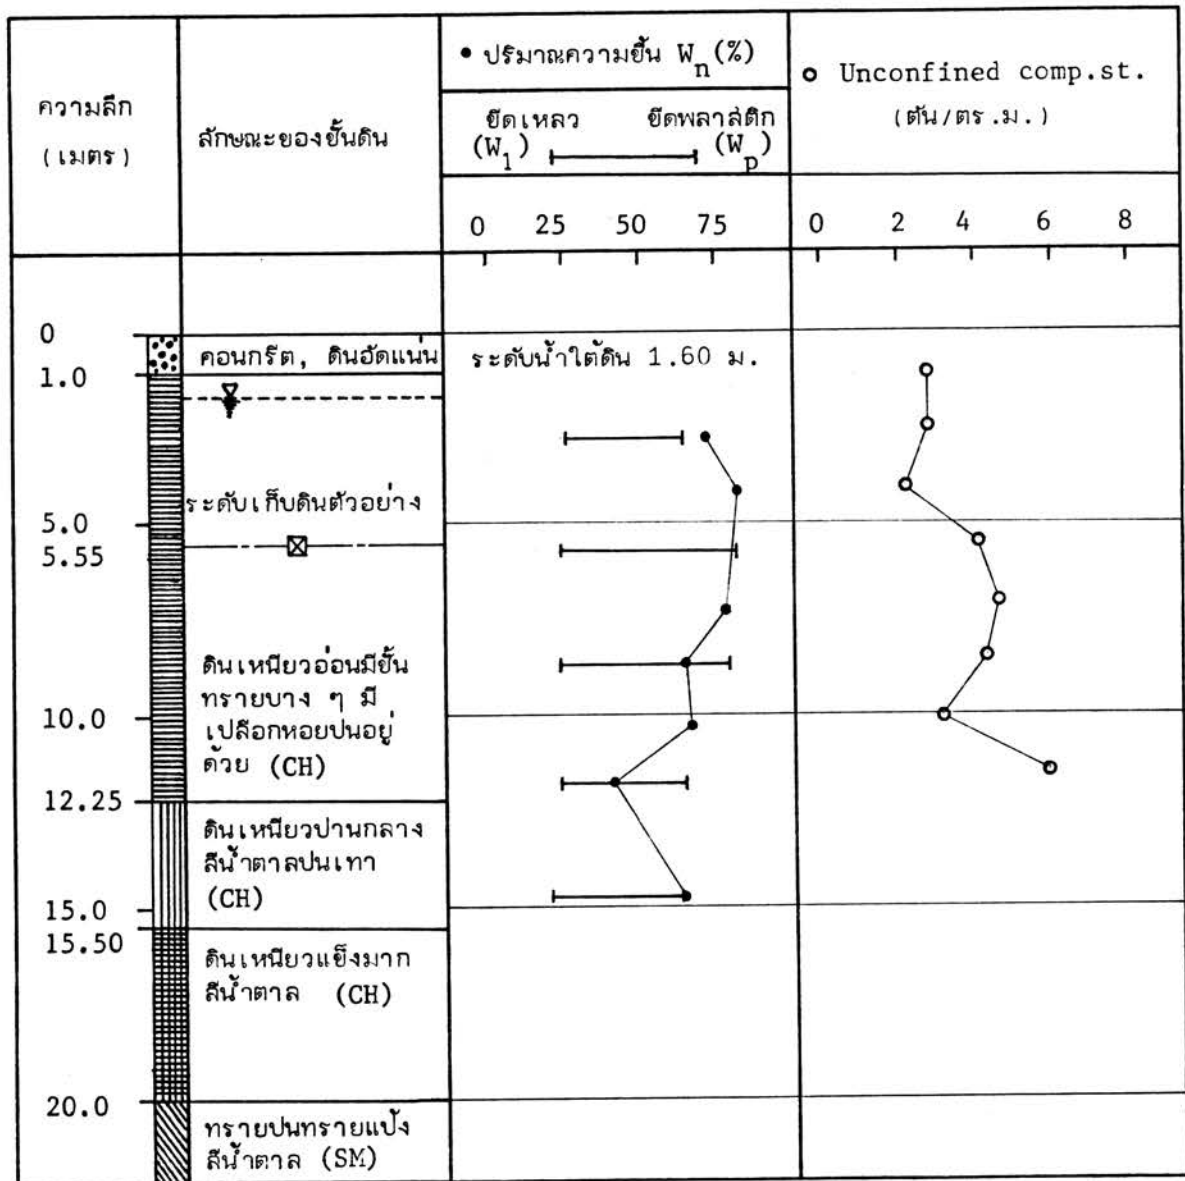 ความลึก
(เมตร)
ลักษณะของชั้นดิน
● ปริมาณความชื้น Wn(%)
ขีดเหลว
(Wl)
ขีดพลาสติก
(Wp)
o Unconfined comp.st.
(ตัน/ตร.ม.)
0 25 50 75
0 2 4 6 8
0
คอนกรีต, ดินอัดแน่น
ระดับน้ำใต้ดิน 1.60 ม.
1.0
ระดับเก็บดินตัวอย่าง
5.0
5.55
ดินเหนียวอ่อนมีชั้น
ทรายบาง ๆ มี
เปลือกหอยปนอยู่
ด้วย (CH)
10.0
12.25
ดินเหนียวปานกลาง
สีน้ำตาลปนเทา
(CH)
15.0
15.50
ดินเหนียวแข็งมาก
สีน้ำตาล (CH)
20.0
ทรายปนทรายแป้ง
สีน้ำตาล (SM)